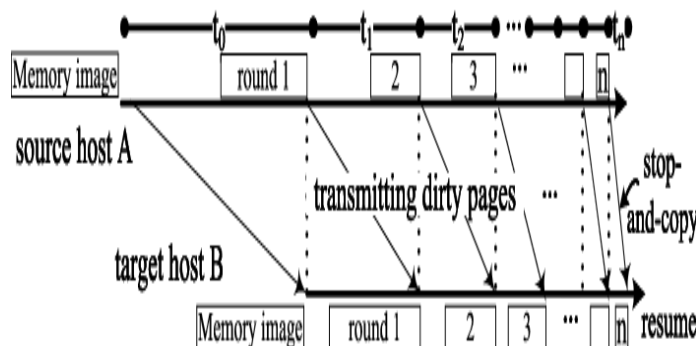 t0 t1 t2 ... tn
Memory image round 1 2 3 ... n
source host A
transmitting dirty pages
...
stop-
and-copy
target host B
resume
Memory image round 1 2 3 ... n